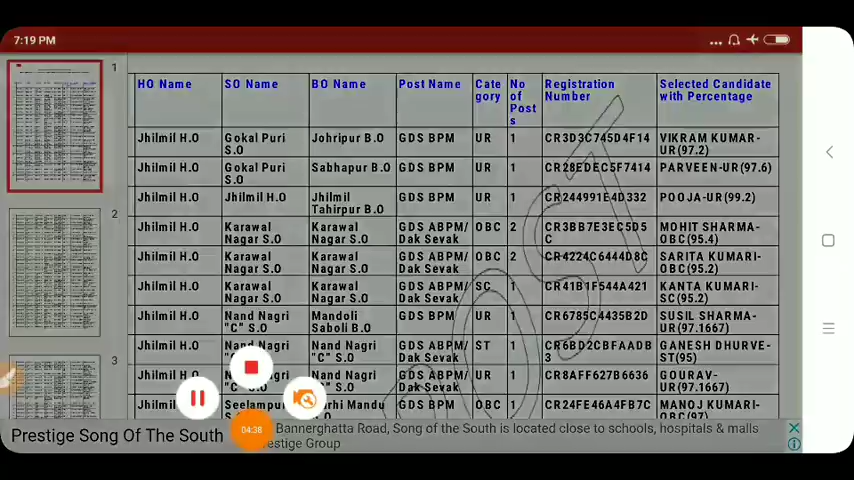 7:19 PM
1
2
3
HO Name SO Name BO Name Post Name Cate gory No of Post s Registration Number Selected Candidate with Percentage
Jhilmil H.O Gokal Puri S.O Johripur B.O GDS BPM UR 1 CR3D3C745D4F14 VIKRAM KUMAR-UR(97.2)
Jhilmil H.O Gokal Puri S.O Sabhapur B.O GDS BPM UR 1 CR28EDEC5F7414 PARVEEN-UR(97.6)
Jhilmil H.O Jhilmil H.O Jhilmil Tahirpur B.O GDS BPM UR 1 CR244991E4D332 POOJA-UR(99.2)
Jhilmil H.O Karawal Nagar S.O Karawal Nagar S.O GDS ABPM/ Dak Sevak OBC 2 CR3BB7E3EC5D5C MOHIT SHARMA-OBC(95.4)
Jhilmil H.O Karawal Nagar S.O Karawal Nagar S.O GDS ABPM/ Dak Sevak OBC 2 CR4224C6444D8C SARITA KUMARI-OBC(95.2)
Jhilmil H.O Karawal Nagar S.O Karawal Nagar S.O GDS ABPM/ Dak Sevak SC 1 CR41B1F544A421 KANTA KUMARI-SC(95.2)
Jhilmil H.O Nand Nagri "C" S.O Mandoli Saboli B.O GDS BPM UR 1 CR6785C4435B2D SUSIL SHARMA-UR(97.1667)
Jhilmil H.O Nand Nagri "C" S.O Nand Nagri "C" S.O GDS ABPM/ Dak Sevak ST 1 CR6BD2CBFAADB3 GANESH DHURVE-ST(95)
Jhilmil "C" S.O Nand Nagri "C" S.O GDS ABPM/ Dak Sevak UR 1 CR8AFF627B6636 GOURAV-UR(97.1667)
Jhilmil Seelampu Mandu GDS BPM OBC 1 CR24FE46A4FB7C MANOJ KUMARI-OBC(97)
04:38
Prestige Song Of The South
Bannerghatta Road, Song of the South is located close to schools, hospitals & malls
Group